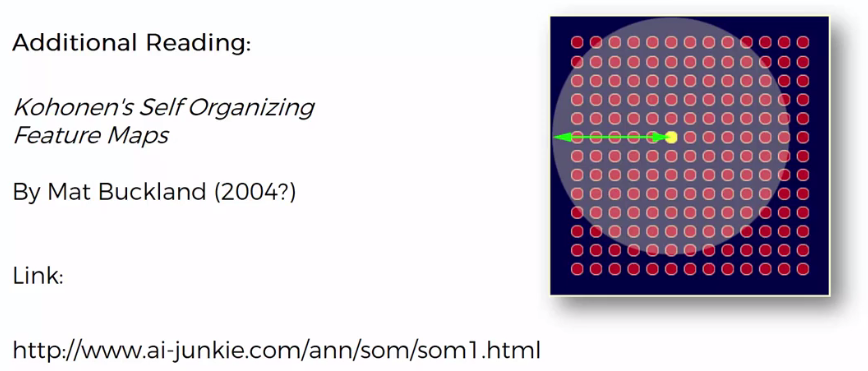 Additional Reading:
Kohonen's Self Organizing
Feature Maps
By Mat Buckland (2004?)
Link:
http://www.ai-junkie.com/ann/som/som1.html